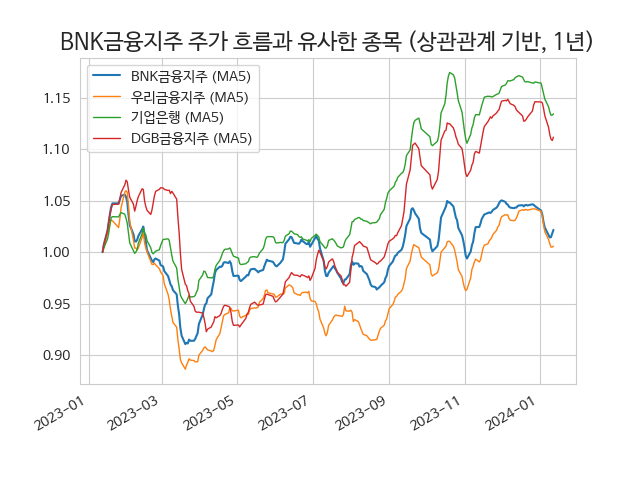 BNK금융지주 주가 흐름과 유사한 종목 (상관관계 기반, 1년)
BNK금융지주 (MA5)
우리금융지주 (MA5)
기업은행 (MA5)
DGB금융지주 (MA5)
1.15
1.10
1.05
1.00
0.95
0.90
2023-01
2023-03
2023-05
2023-07
2023-09
2023-11
2024-01